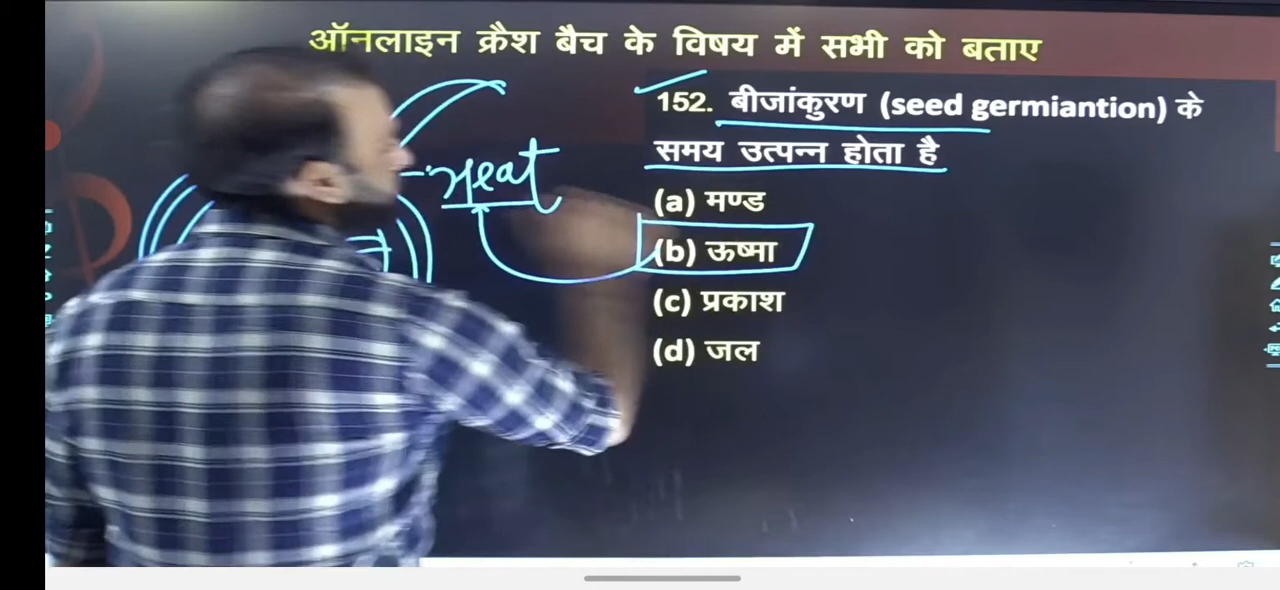 ऑनलाइन क्रैश बैच के विषय में सभी को बताए
152. बीजांकुरण (seed germiantion) के
समय उत्पन्न होता है
Heat
(a) मण्ड
(b) ऊष्मा
(c) प्रकाश
(d) जल